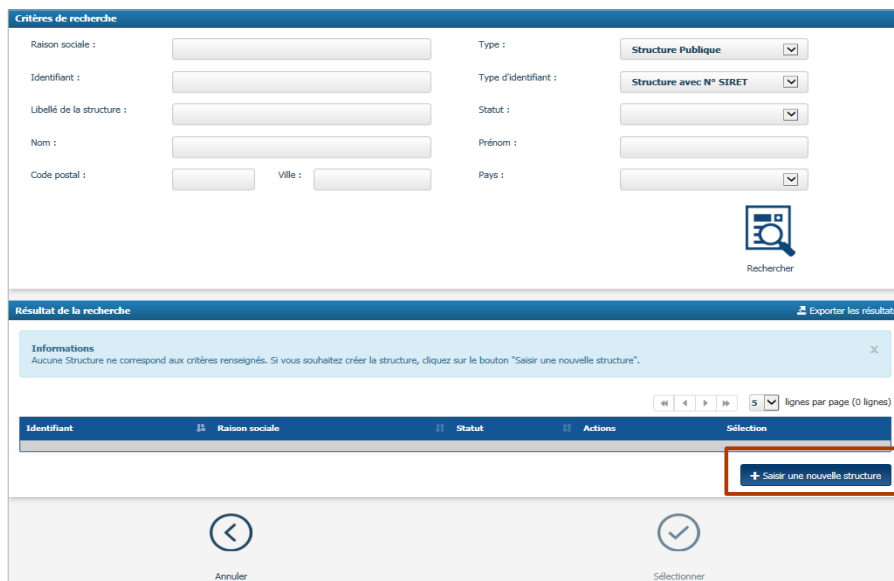 Critères de recherche
Raison sociale : Type : Structure Publique
Identifiant : Type d'identifiant : Structure avec N° SIRET
Libellé de la structure : Statut :
Nom : Prénom :
Code postal : Ville : Pays :
Rechercher
Résultat de la recherche Exporter les résultats
Informations x
Aucune Structure ne correspond aux critères renseignés. Si vous souhaitez créer la structure, cliquez sur le bouton "Saisir une nouvelle structure".
5 lignes par page (0 lignes)
Identifiant Raison sociale Statut Actions Sélection
+ Saisir une nouvelle structure
Annuler Sélectionner